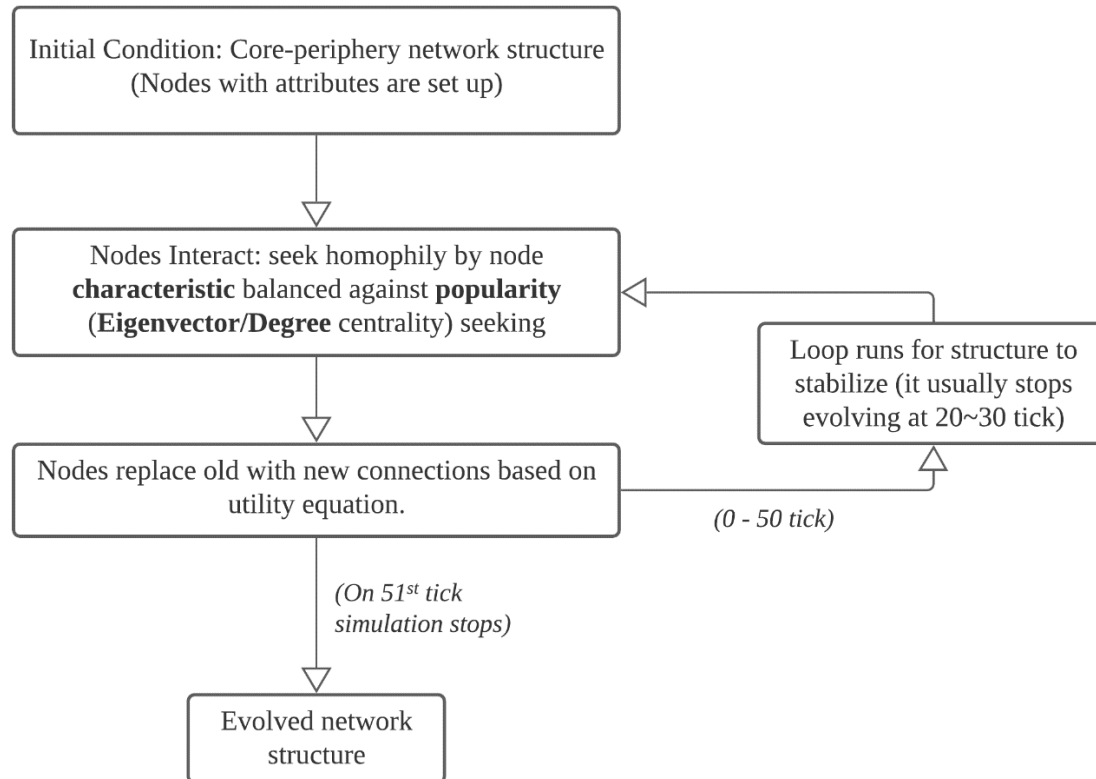 Initial Condition: Core-periphery network structure
(Nodes with attributes are set up)
Nodes Interact: seek homophily by node
characteristic balanced against popularity
(Eigenvector/Degree centrality) seeking
Loop runs for structure to
stabilize (it usually stops
evolving at 20~30 tick)
Nodes replace old with new connections based on
utility equation.
(0 - 50 tick)
(On 51st tick
simulation stops)
Evolved network
structure